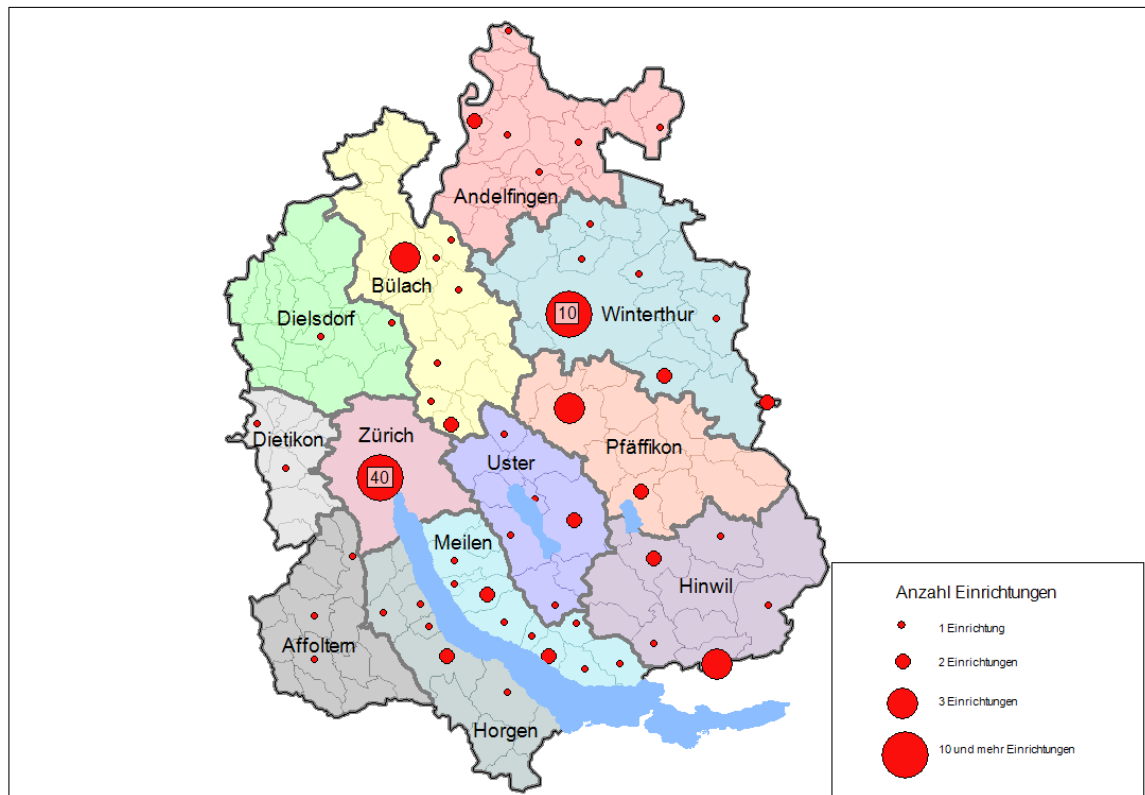 Andelfingen
Bülach
Winterthur
Dielsdorf
Zürich
Dietikon
Pfäffikon
Uster
10
40
Meilen
Hinwil
Affoltern
Horgen
Anzahl Einrichtungen
1 Einrichtung
2 Einrichtungen
3 Einrichtungen
10 und mehr Einrichtungen